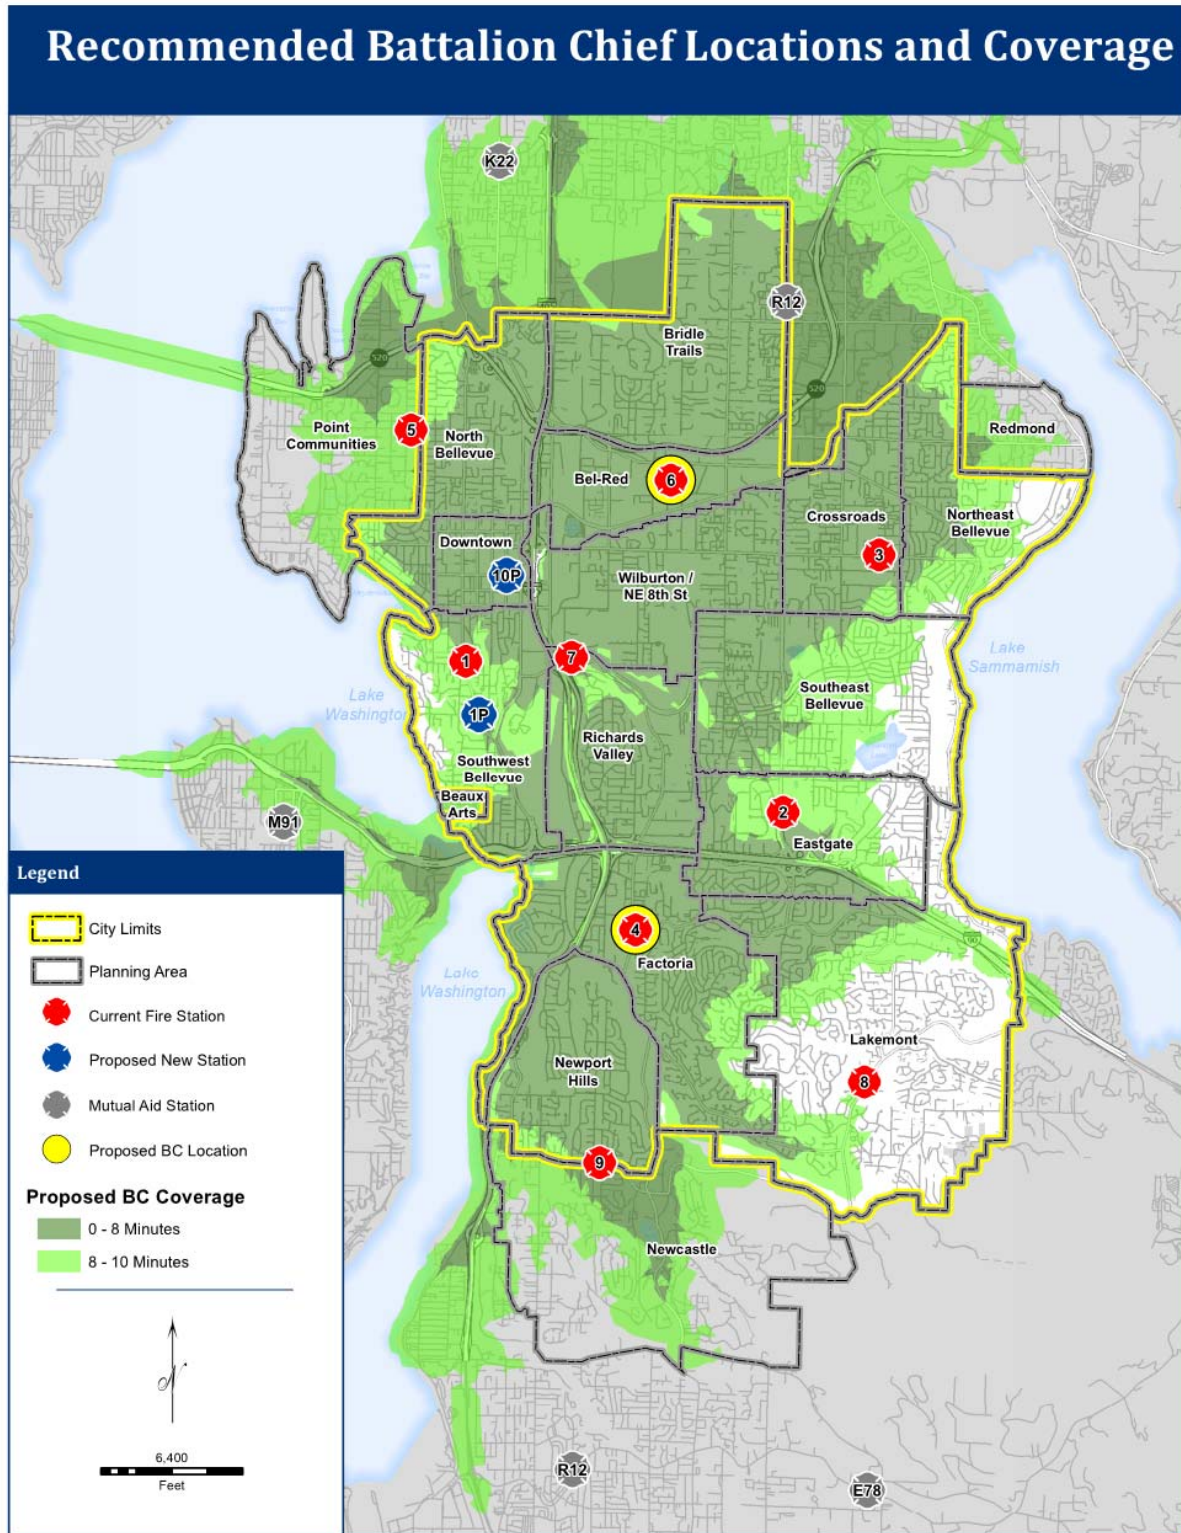 Recommended Battalion Chief Locations and Coverage
K22
R12
Bridle
Trails
520
520
Point
Communities
5
North
Bellevue
Redmond
Bel-Red
6
Crossroads
Northeast
Bellevue
3
Downtown
10P
Wilburton /
NE 8th St
1
7
Lake
Sammamish
Lake
Washington
Southeast
Bellevue
1P
Richards
Valley
Southwest
Bellevue
Beaux
Arts
M91
2
Eastgate
4
Factoria
90
Lake
Washington
Lakemont
8
Newport
Hills
9
Newcastle
R12
E78
Legend
City Limits
Planning Area
Current Fire Station
Proposed New Station
Mutual Aid Station
Proposed BC Location
Proposed BC Coverage
0 - 8 Minutes
8 - 10 Minutes
N
6,400
Feet